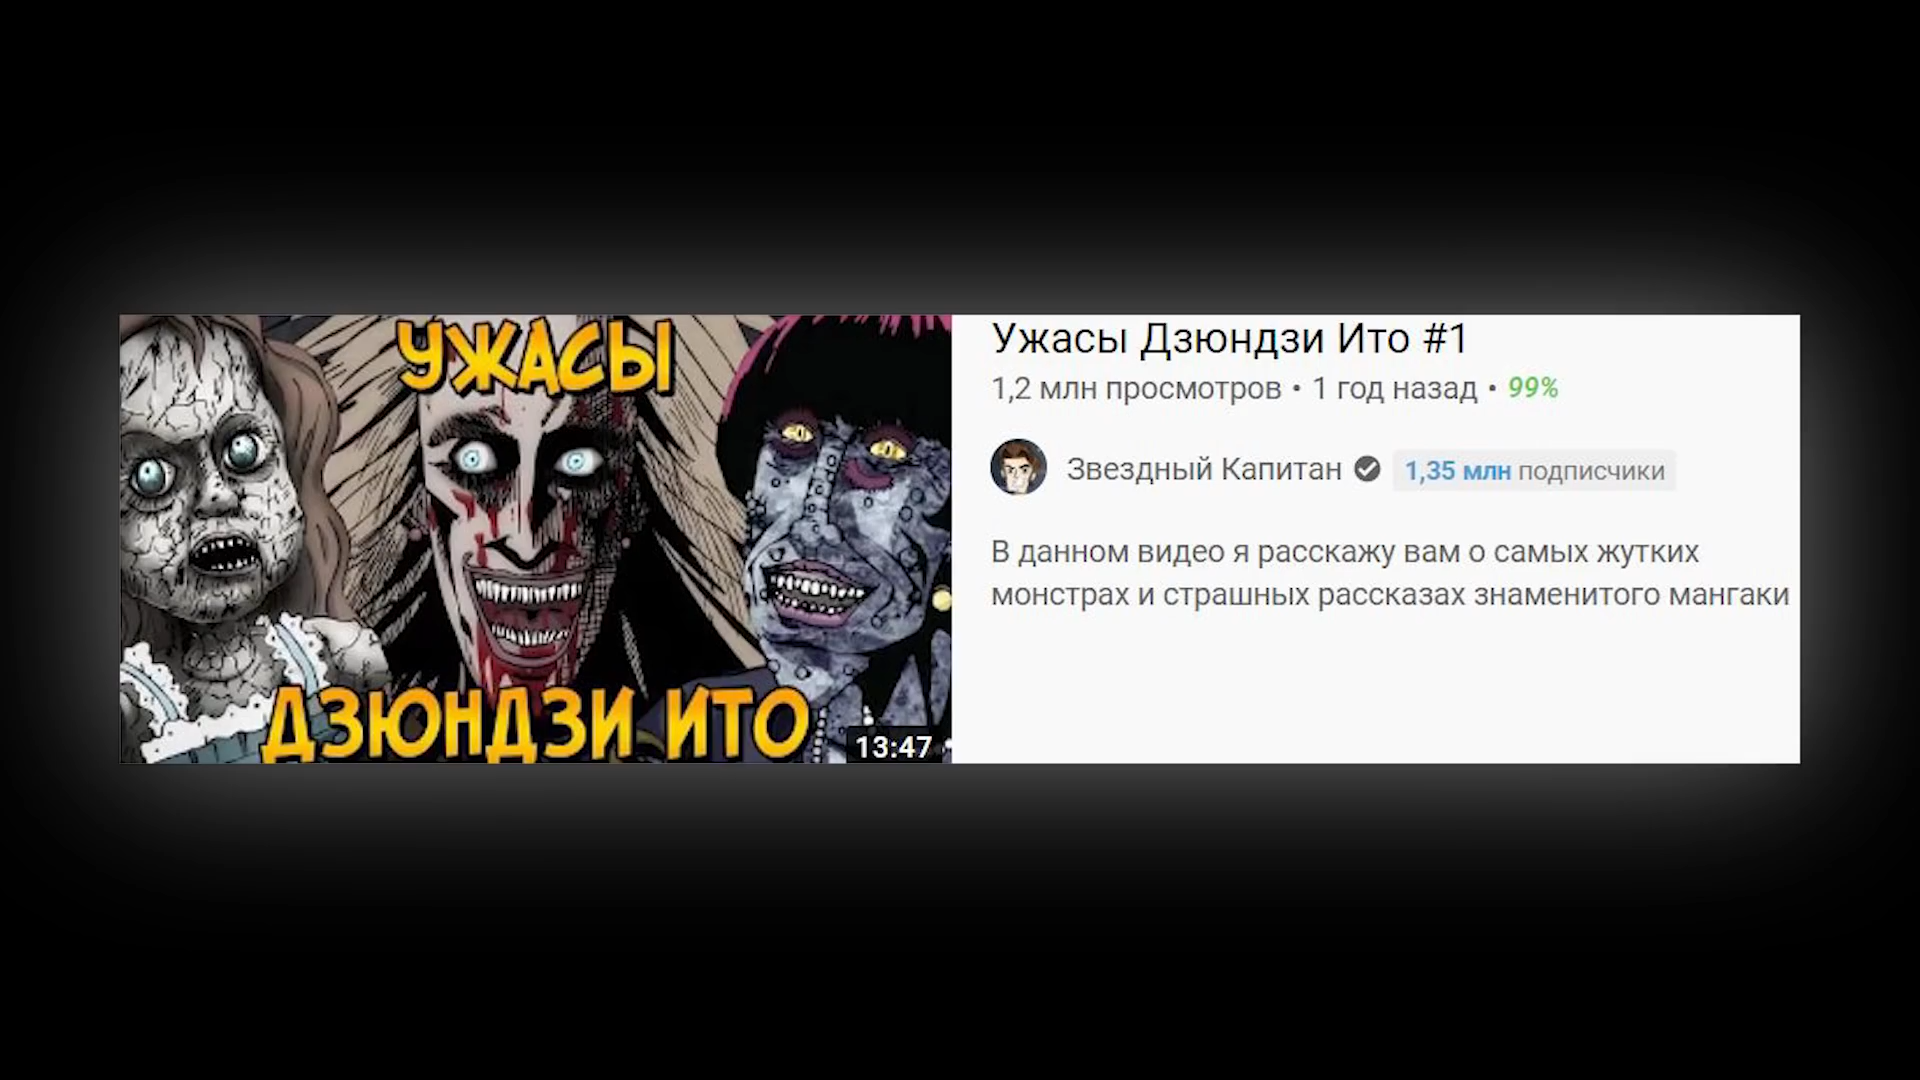 УЖАСЫ
ДЗЮНДЗИ ИТО
13:47
Ужасы Дзюндзи Ито #1
1,2 млн просмотров • 1 год назад • 99%
Звездный Капитан 1,35 млн подписчики
В данном видео я расскажу вам о самых жутких
монстрах и страшных рассказах знаменитого мангаки